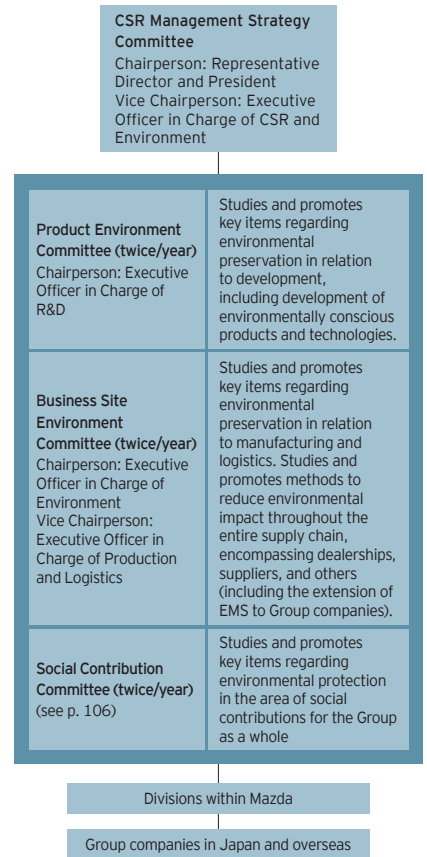 CSR Management Strategy
Committee
Chairperson: Representative
Director and President
Vice Chairperson: Executive
Officer in Charge of CSR and
Environment
Product Environment
Committee (twice/year)
Chairperson: Executive
Officer in Charge of
R&D
Studies and promotes
key items regarding
environmental
preservation in relation
to development,
including development of
environmentally conscious
products and technologies.
Business Site
Environment
Committee (twice/year)
Chairperson: Executive
Officer in Charge of
Environment
Vice Chairperson:
Executive Officer in
Charge of Production
and Logistics
Studies and promotes
key items regarding
environmental
preservation in relation
to manufacturing and
logistics. Studies and
promotes methods to
reduce environmental
impact throughout the
entire supply chain,
encompassing dealerships,
suppliers, and others
(including the extension of
EMS to Group companies).
Social Contribution
Committee (twice/year)
(see p. 106)
Studies and promotes
key items regarding
environmental protection
in the area of social
contributions for the Group
as a whole
Divisions within Mazda
Group companies in Japan and overseas